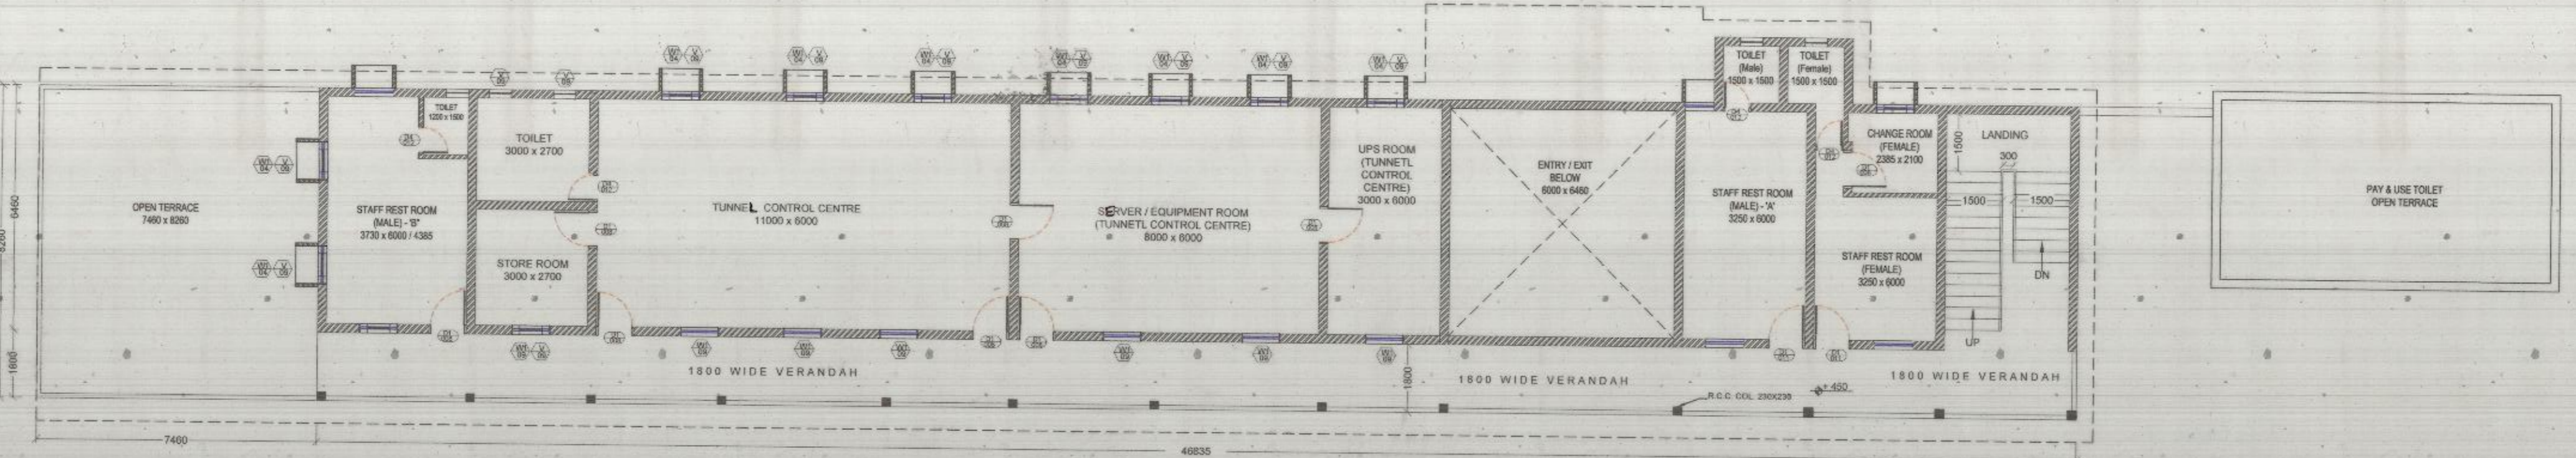 TOILET
(Male)
1500 x 1500
TOILET
(Female)
1500 x 1500
TOILET
1200 x 1500
TOILET
3000 x 2700
OPEN TERRACE
7460 x 8260
STAFF REST ROOM
(MALE) - 'B'
3730 x 6000 / 4385
STORE ROOM
3000 x 2700
TUNNEL CONTROL CENTRE
11000 x 6000
SERVER / EQUIPMENT ROOM
(TUNNETL CONTROL CENTRE)
8000 x 6000
UPS ROOM
(TUNNETL
CONTROL
CENTRE)
3000 x 6000
ENTRY / EXIT
BELOW
6000 x 6460
STAFF REST ROOM
(MALE) - 'A'
3250 x 6000
CHANGE ROOM
(FEMALE)
2385 x 2100
STAFF REST ROOM
(FEMALE)
3250 x 6000
LANDING
1500
300
1500
1500
DN
UP
PAY & USE TOILET
OPEN TERRACE
6460
8260
1800
1800 WIDE VERANDAH
1800
1800 WIDE VERANDAH
R.C.C. COL. 230X230
+ 450
1800 WIDE VERANDAH
7460
46835